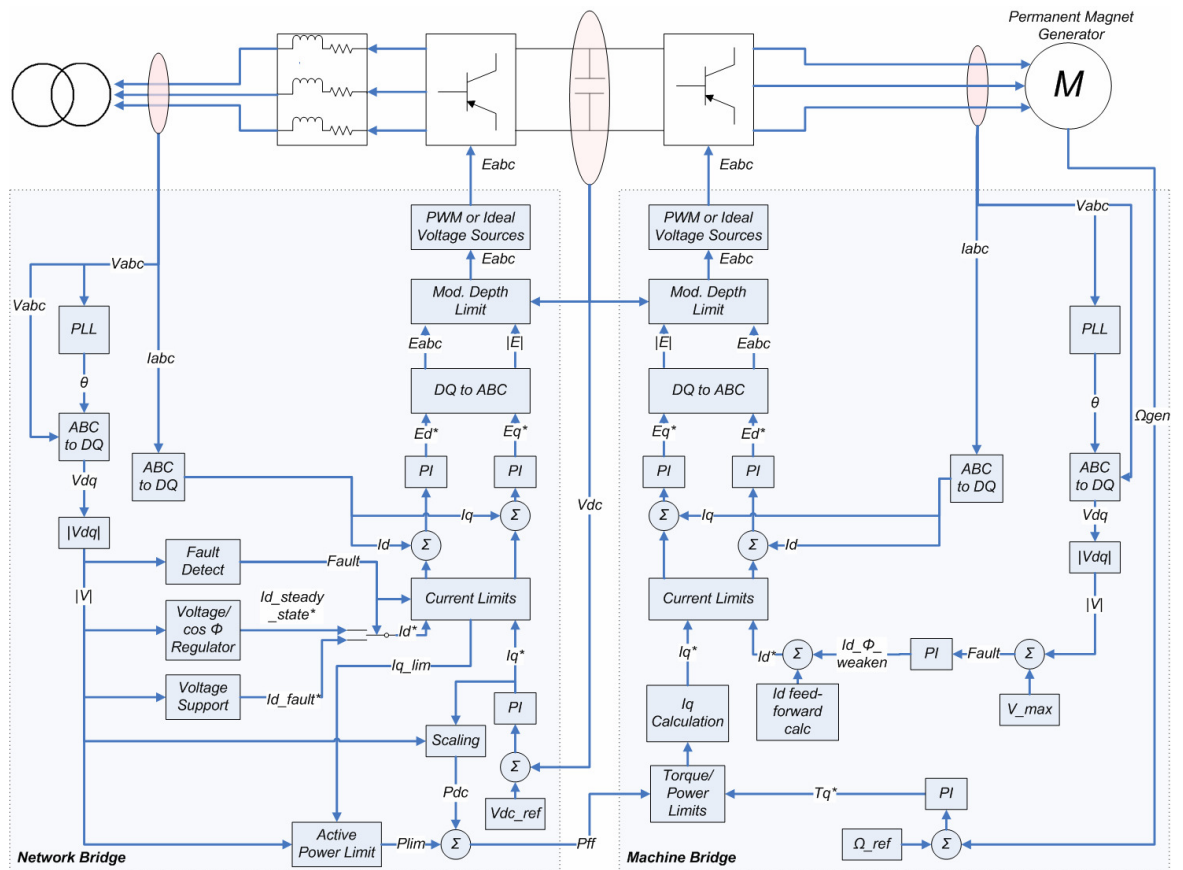 Permanent Magnet
Generator
M
Eabc
Eabc
PWM or Ideal
Voltage Sources
PWM or Ideal
Voltage Sources
Vabc
Iabc
Vabc
Vabc
Eabc
Eabc
Mod. Depth
Limit
Mod. Depth
Limit
PLL
PLL
Iabc
Eabc
|E|
|E|
Eabc
θ
DQ to ABC
DQ to ABC
θ
Ωgen
ABC
to DQ
Ed*
Eq*
Eq*
Ed*
ABC
to DQ
PI
PI
PI
PI
ABC
to DQ
ABC
to DQ
Vdq
Vdc
Vdq
Iq
Σ
Σ
Iq
|Vdq|
Id
Σ
Σ
Id
|Vdq|
Fault
Detect
Fault
|V|
Id_steady
_state*
Current Limits
Current Limits
|V|
Voltage/
cos Φ
Regulator
Id*
Iq*
Iq*
Id*
Σ
Id_Φ_
weaken
PI
Fault
Σ
Iq_lim
Voltage
Support
Id_fault*
PI
Iq
Calculation
Id feed-
forward
calc
V_max
Scaling
Σ
Pdc
Vdc_ref
Torque/
Power
Limits
Tq*
PI
Active
Power Limit
Plim
Σ
Pff
Ω_ref
Σ
Network Bridge
Machine Bridge